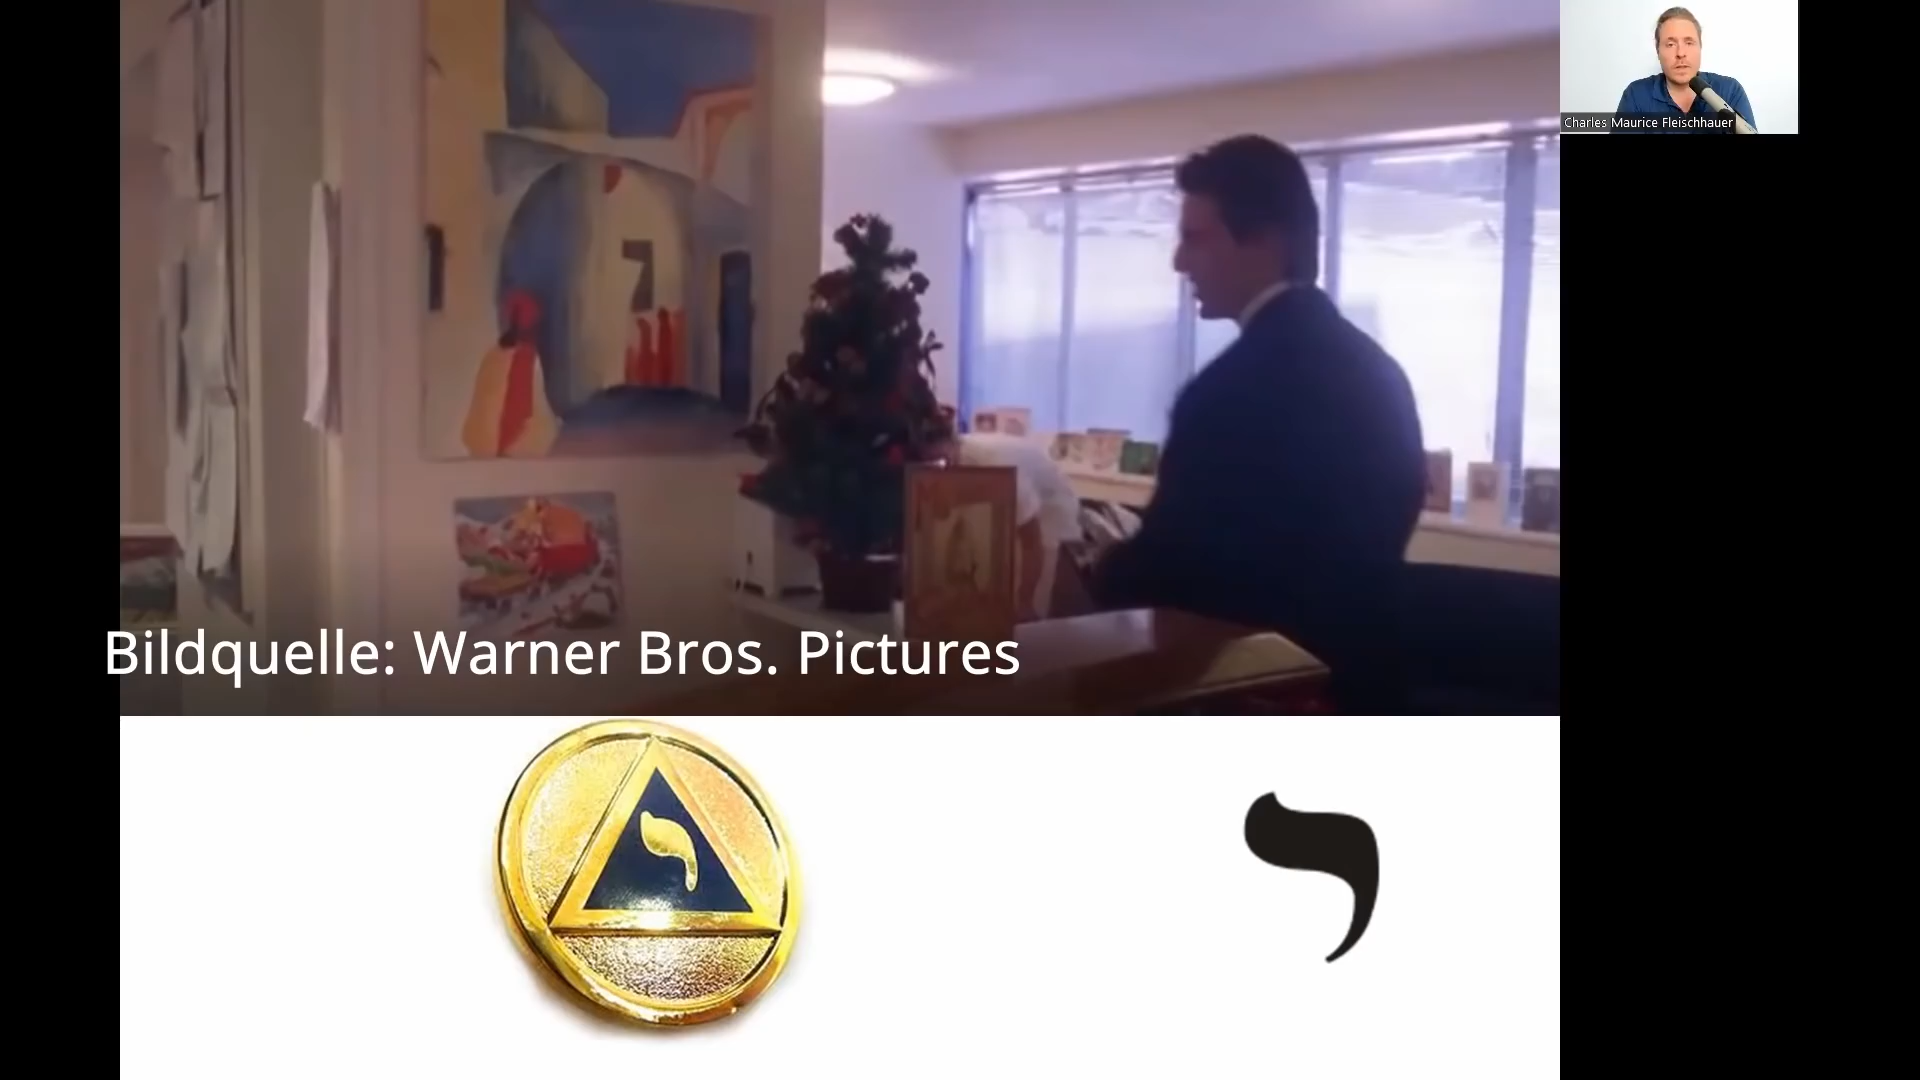 Charles Maurice Fleischhauer
Bildquelle: Warner Bros. Pictures
י
י